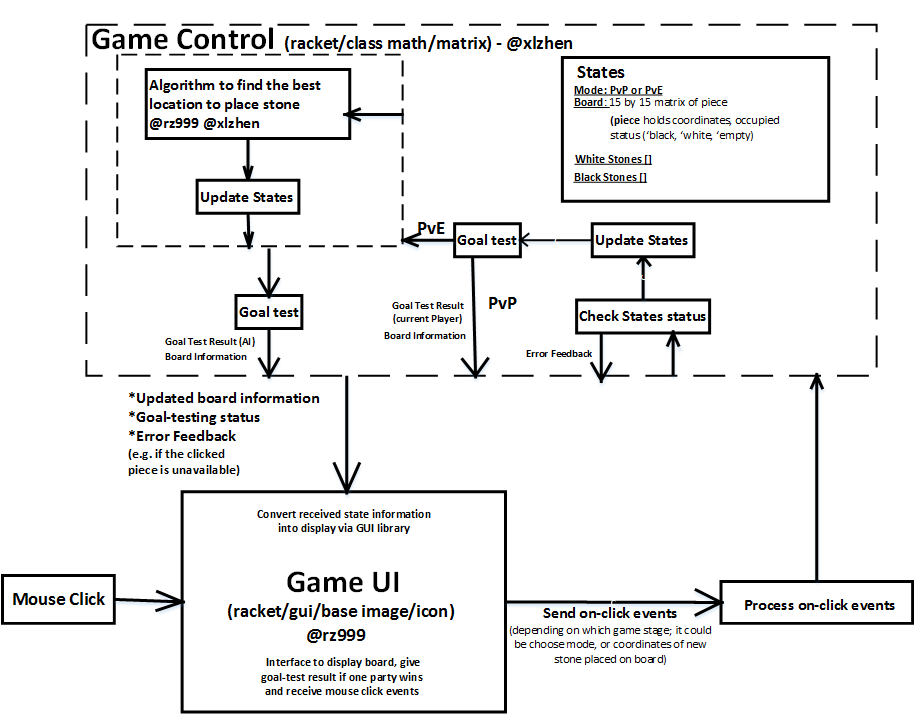 Game Control (racket/class math/matrix) - @xlzhen
Algorithm to find the best
location to place stone
@rz999 @xlzhen
Update States
States
Mode: PvP or PvE
Board: 15 by 15 matrix of piece
(piece holds coordinates, occupied
status (‘black, ‘white, ‘empty)
White Stones []
Black Stones []
PvE
Goal test
Update States
Goal test
Goal Test Result (AI)
Board Information
Goal Test Result
(current Player)
Board Information
PvP
Check States status
Error Feedback
*Updated board information
*Goal-testing status
*Error Feedback
(e.g. if the clicked
piece is unavailable)
Convert received state information
into display via GUI library
Game UI
(racket/gui/base image/icon)
@rz999
Interface to display board, give
goal-test result if one party wins
and receive mouse click events
Mouse Click
Send on-click events
(depending on which game stage; it could
be choose mode, or coordinates of new
stone placed on board)
Process on-click events